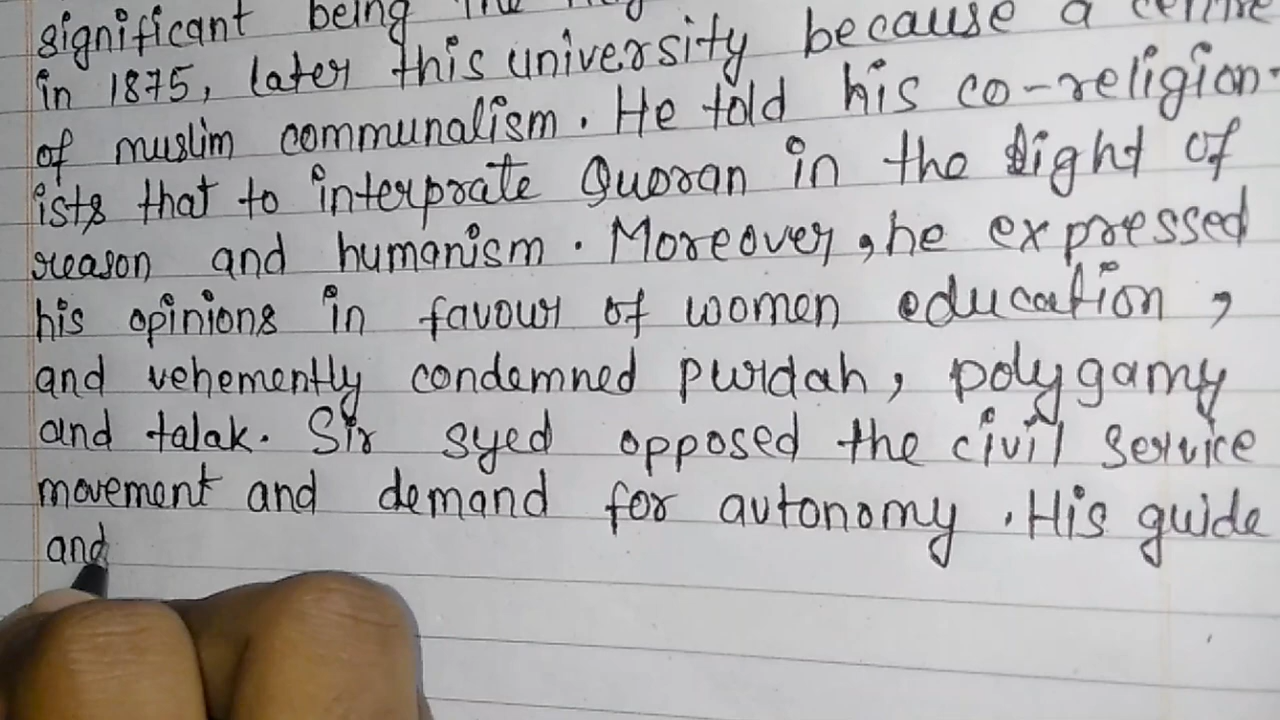 significant being the
in 1875, later this university because a centre
of muslim communalism. He told his co-religion-
ists that to interprate Quoran in the light of
reason and humanism. Moreover, he expressed
his opinions in favour of women education,
and vehemently condemned purdah, polygamy
and talak. Sir syed opposed the civil service
movement and demand for autonomy. His guide
and